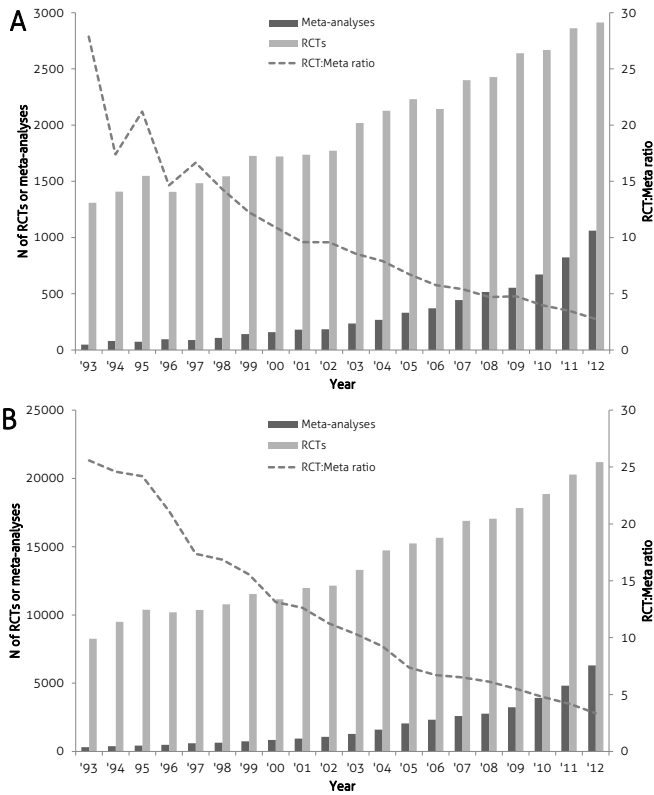 A
3000
2500
2000
1500
1000
500
0
N of RCTs or meta-analyses
Meta-analyses
RCTs
RCT:Meta ratio
30
25
20
15
10
5
0
RCT:Meta ratio
'93 '94 95 '96 '97 '98 '99 '00 '01 '02 '03 '04 '05 '06 '07 '08 '09 '10 '11 '12
Year
B
25000
20000
15000
10000
5000
0
N of RCTs or meta-analyses
Meta-analyses
RCTs
RCT:Meta ratio
30
25
20
15
10
5
0
RCT:Meta ratio
'93 '94 95 '96 '97 '98 '99 '00 '01 '02 '03 '04 '05 '06 '07 '08 '09 '10 '11 '12
Year